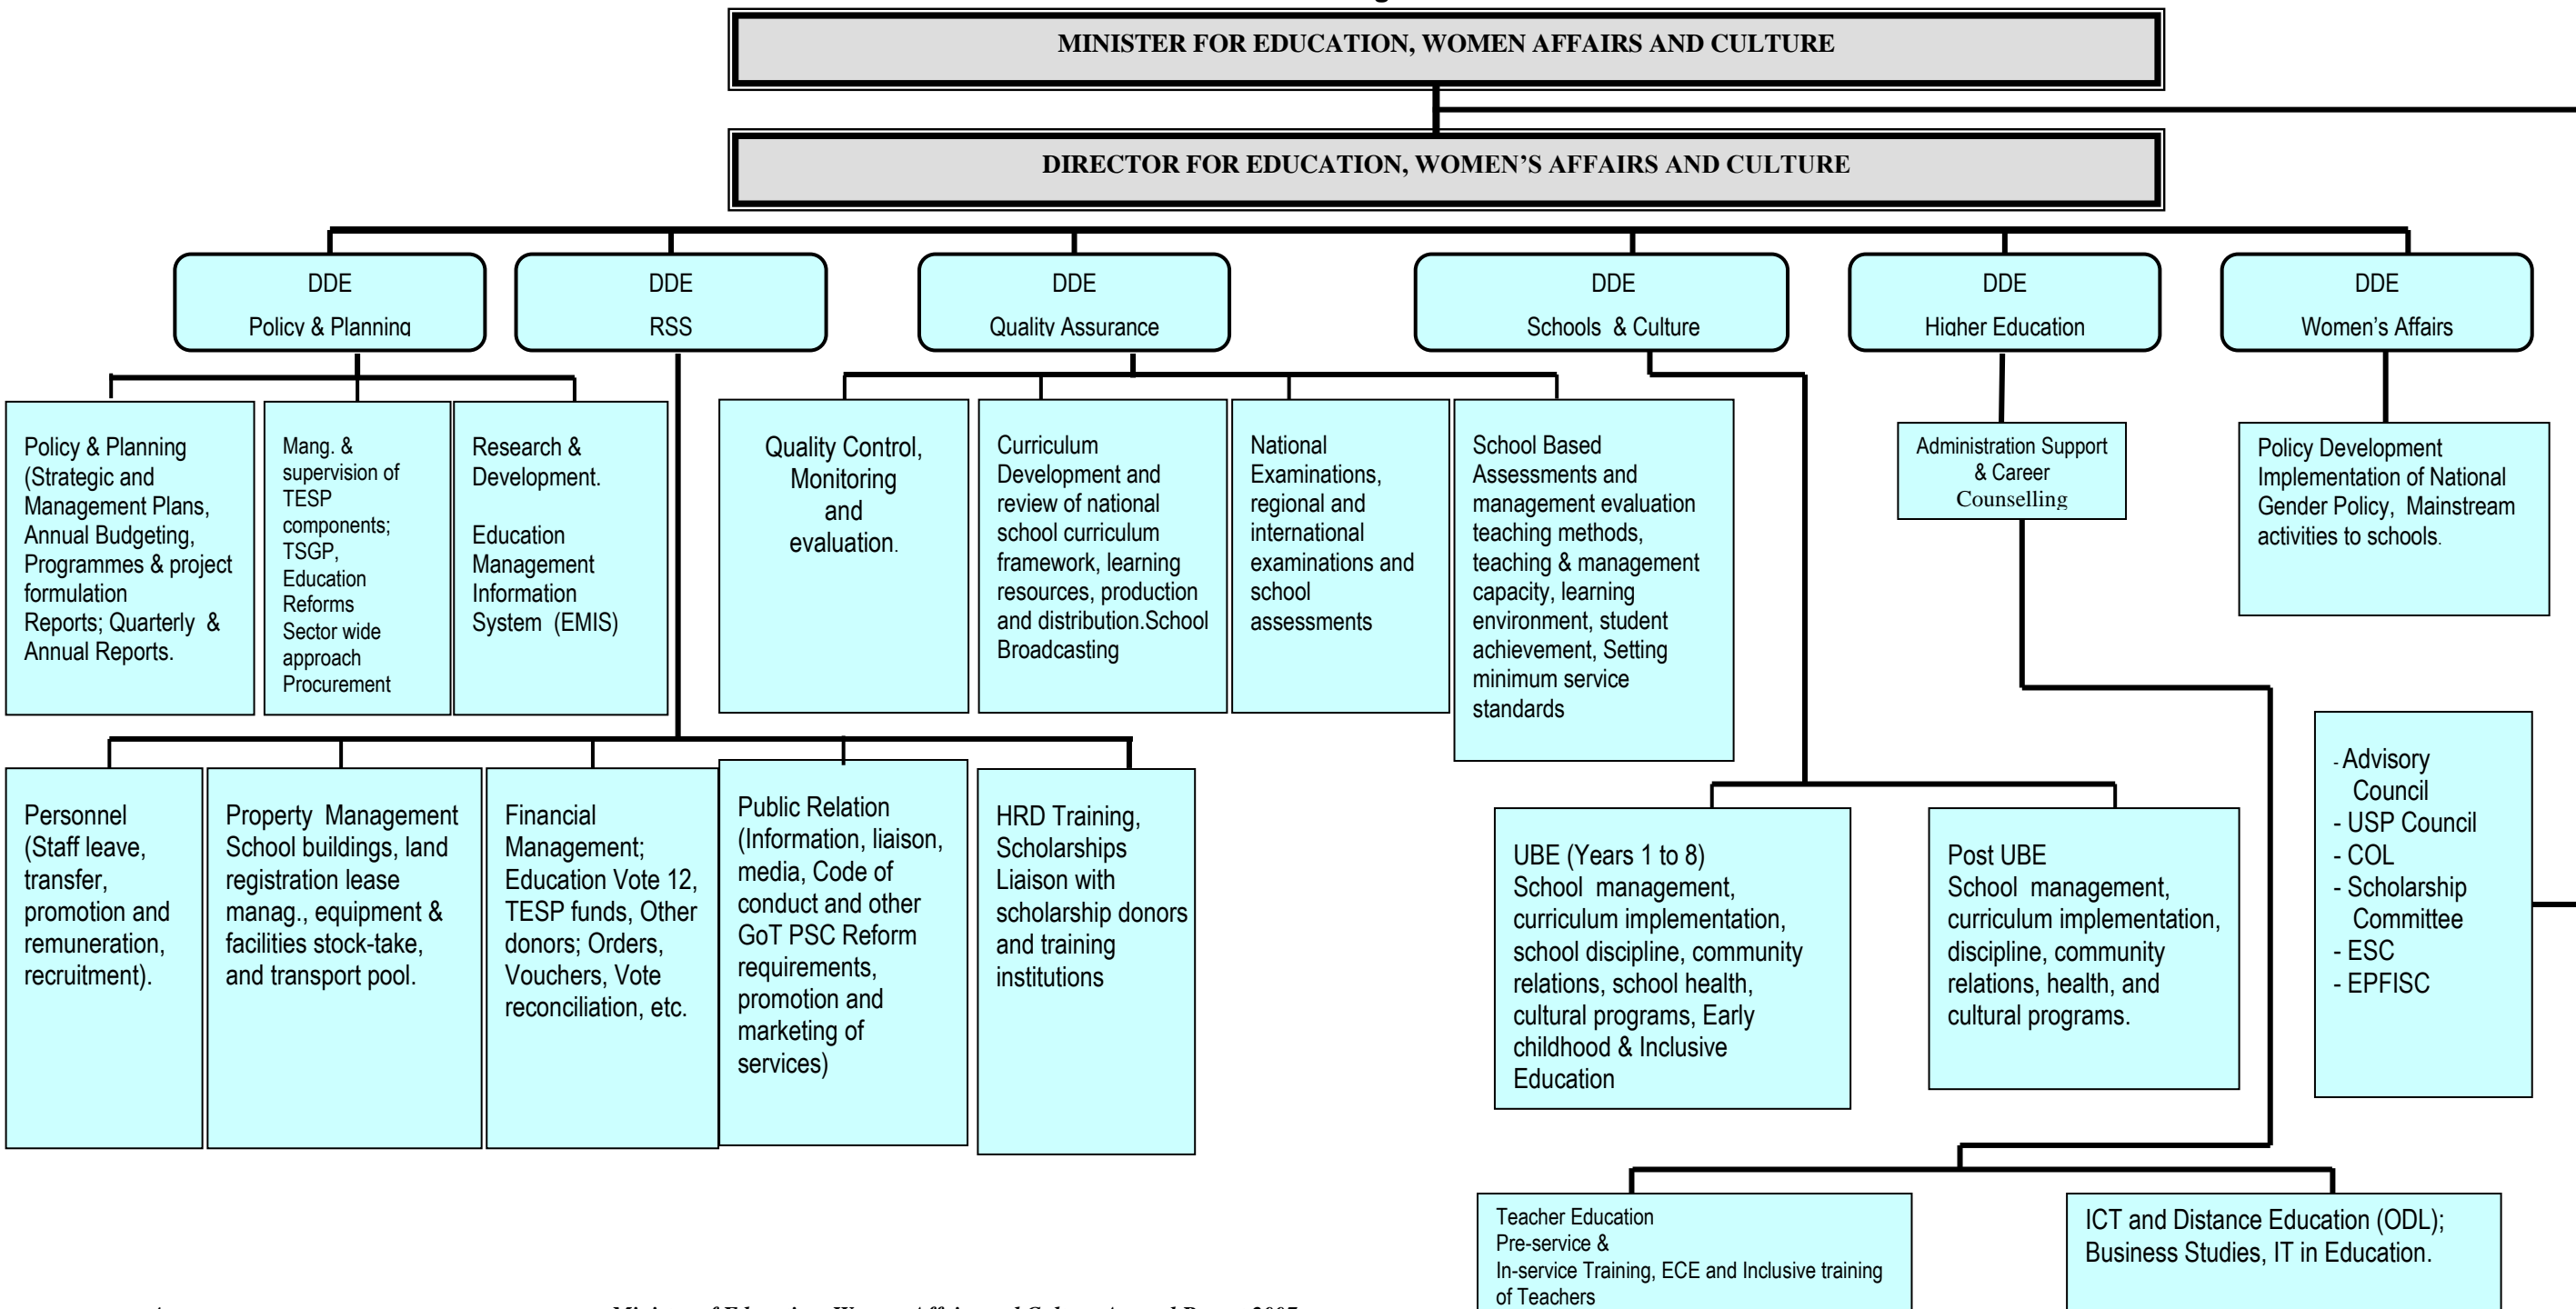 MINISTER FOR EDUCATION, WOMEN AFFAIRS AND CULTURE
DIRECTOR FOR EDUCATION, WOMEN’S AFFAIRS AND CULTURE
DDE
Policy & Planning
DDE
RSS
DDE
Quality Assurance
DDE
Schools & Culture
DDE
Higher Education
DDE
Women’s Affairs
Policy & Planning
(Strategic and
Management Plans,
Annual Budgeting,
Programmes & project
formulation
Reports; Quarterly &
Annual Reports.
Mang. &
supervision of
TESP
components;
TSGP,
Education
Reforms
Sector wide
approach
Procurement
Research &
Development.
Education
Management
Information
System (EMIS)
Quality Control,
Monitoring
and
evaluation.
Curriculum
Development and
review of national
school curriculum
framework, learning
resources, production
and distribution.School
Broadcasting
National
Examinations,
regional and
international
examinations and
school
assessments
School Based
Assessments and
management evaluation
teaching methods,
teaching & management
capacity, learning
environment, student
achievement, Setting
minimum service
standards
Administration Support
& Career
Counselling
Policy Development
Implementation of National
Gender Policy, Mainstream
activities to schools.
Personnel
(Staff leave,
transfer,
promotion and
remuneration,
recruitment).
Property Management
School buildings, land
registration lease
manag., equipment &
facilities stock-take,
and transport pool.
Financial
Management;
Education Vote 12,
TESP funds, Other
donors; Orders,
Vouchers, Vote
reconciliation, etc.
Public Relation
(Information, liaison,
media, Code of
conduct and other
GoT PSC Reform
requirements,
promotion and
marketing of
services)
HRD Training,
Scholarships
Liaison with
scholarship donors
and training
institutions
UBE (Years 1 to 8)
School management,
curriculum implementation,
school discipline, community
relations, school health,
cultural programs, Early
childhood & Inclusive
Education
Post UBE
School management,
curriculum implementation,
discipline, community
relations, health, and
cultural programs.
- Advisory
Council
- USP Council
- COL
- Scholarship
Committee
- ESC
- EPFISC
Teacher Education
Pre-service &
In-service Training, ECE and Inclusive training
of Teachers
ICT and Distance Education (ODL);
Business Studies, IT in Education.